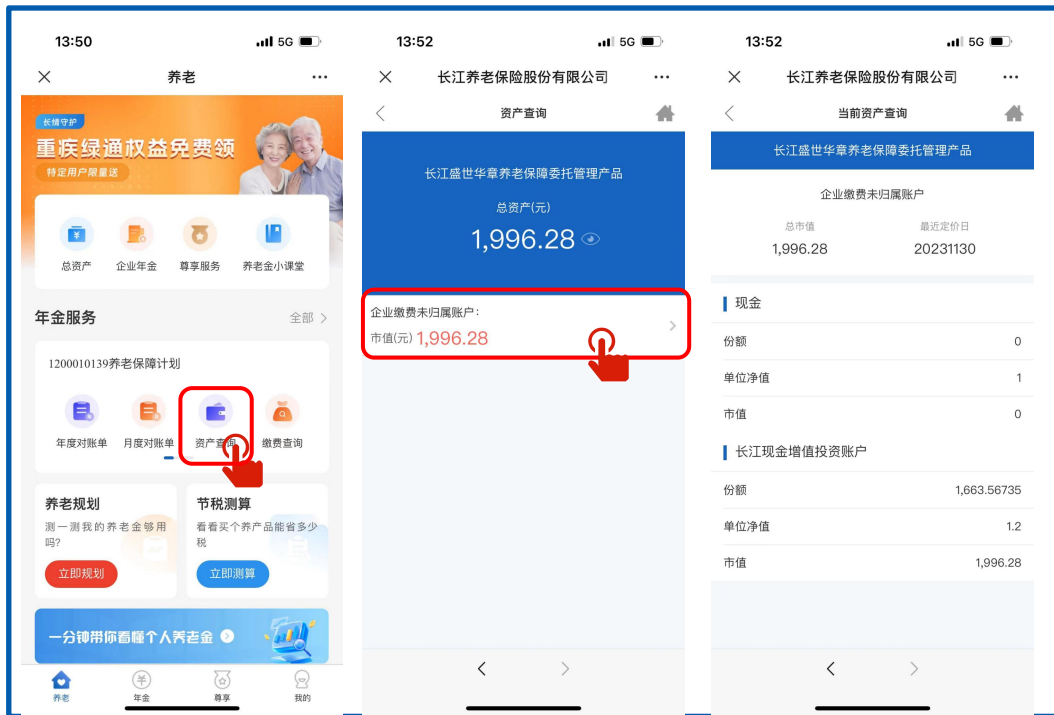 13:50
5G
养老
长情守护
重疾绿通权益免费领
特定用户限量送
总资产
企业年金
尊享服务
养老金小课堂
年金服务
全部
1200010139养老保障计划
年度对账单
月度对账单
资产查询
缴费查询
养老规划
测一测我的养老金够用
吗?
立即规划
节税测算
看看买个养产品能省多少
税
立即测算
一分钟带你看懂个人养老金
养老
年金
尊享
我的
13:52
5G
长江养老保险股份有限公司
资产查询
长江盛世华章养老保障委托管理产品
总资产(元)
1,996.28
企业缴费未归属账户：
市值(元) 1,996.28
13:52
5G
长江养老保险股份有限公司
当前资产查询
长江盛世华章养老保障委托管理产品
企业缴费未归属账户
总市值 最近定价日
1,996.28 20231130
现金
份额 0
单位净值 1
市值 0
长江现金增值投资账户
份额 1,663.56735
单位净值 1.2
市值 1,996.28